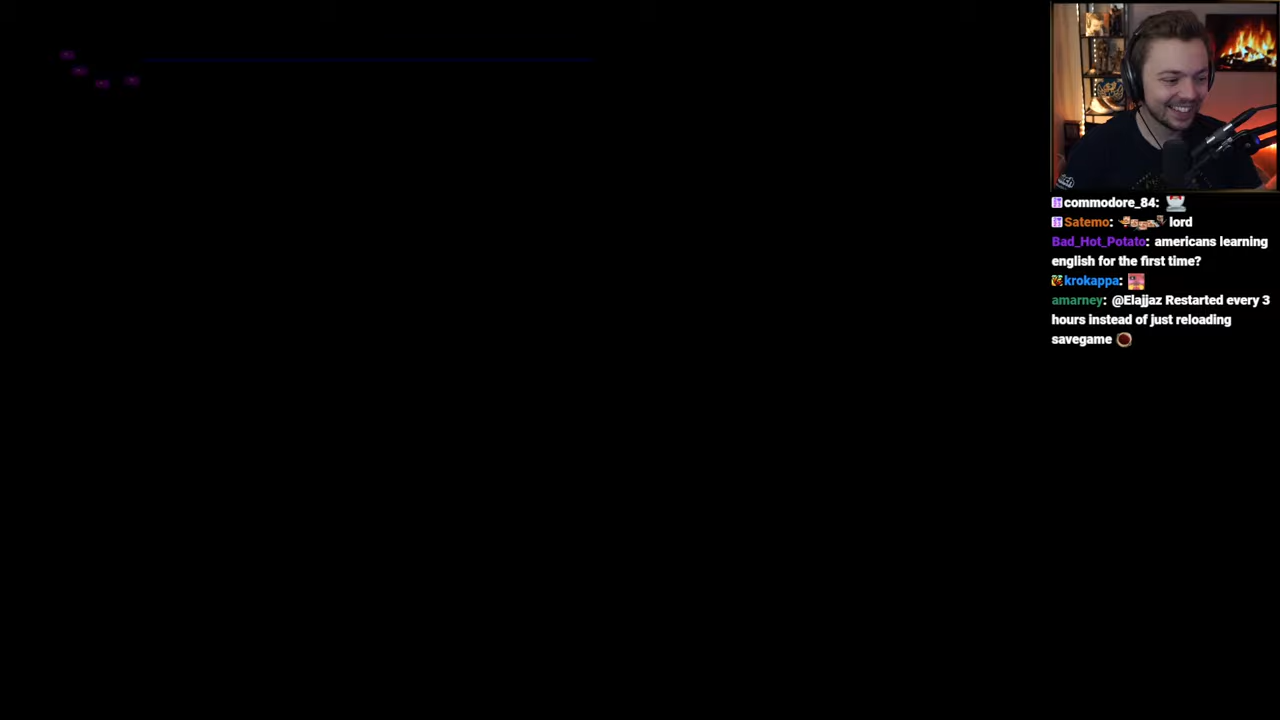 commodore_84:
Satemo: lord
Bad_Hot_Potato: americans learning
english for the first time?
krokappa:
amarney: @Elajjaz Restarted every 3
hours instead of just reloading
savegame